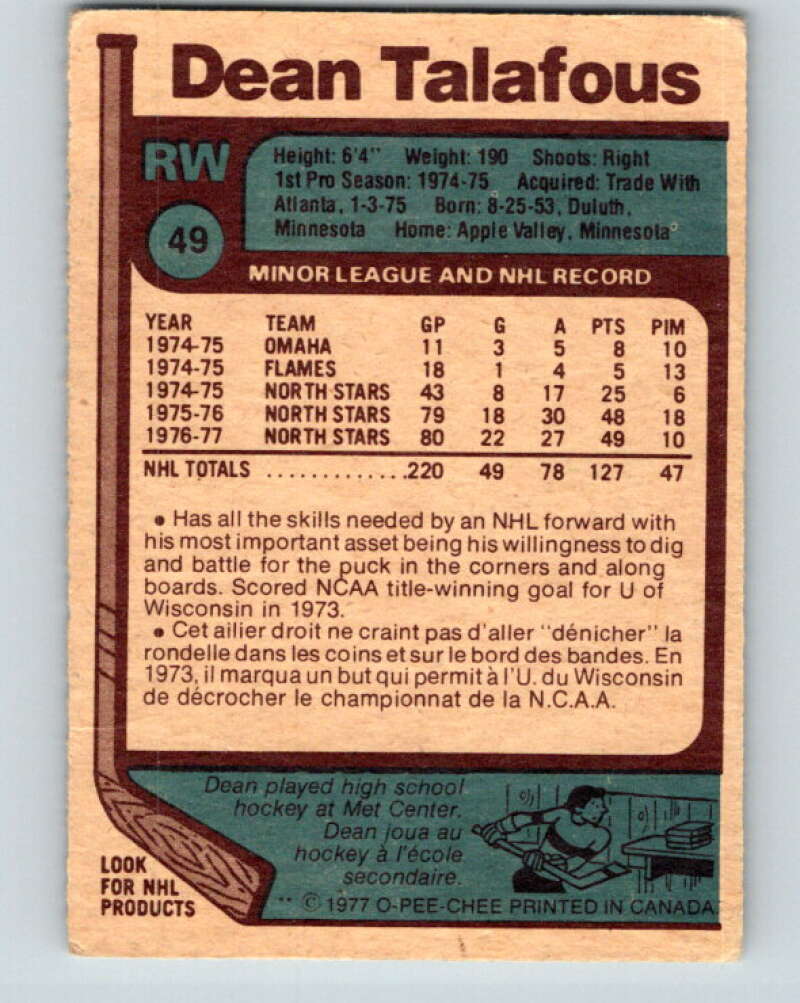 Dean Talafous
RW
49
Height: 6'4" Weight: 190 Shoots: Right
1st Pro Season: 1974-75 Acquired: Trade With
Atlanta, 1-3-75 Born: 8-25-53, Duluth,
Minnesota Home: Apple Valley, Minnesota
MINOR LEAGUE AND NHL RECORD
YEAR TEAM GP G A PTS PIM
1974-75 OMAHA 11 3 5 8 10
1974-75 FLAMES 18 1 4 5 13
1974-75 NORTH STARS 43 8 17 25 6
1975-76 NORTH STARS 79 18 30 48 18
1976-77 NORTH STARS 80 22 27 49 10
NHL TOTALS .............220 49 78 127 47
• Has all the skills needed by an NHL forward with
his most important asset being his willingness to dig
and battle for the puck in the corners and along
boards. Scored NCAA title-winning goal for U of
Wisconsin in 1973.
• Cet ailier droit ne craint pas d'aller "dénicher" la
rondelle dans les coins et sur le bord des bandes. En
1973, il marqua un but qui permit à l'U. du Wisconsin
de décrocher le championnat de la N.C.A.A.
Dean played high school
hockey at Met Center.
Dean joua au
hockey à l'école
secondaire.
LOOK
FOR NHL
PRODUCTS
** © 1977 O-PEE-CHEE PRINTED IN CANADA